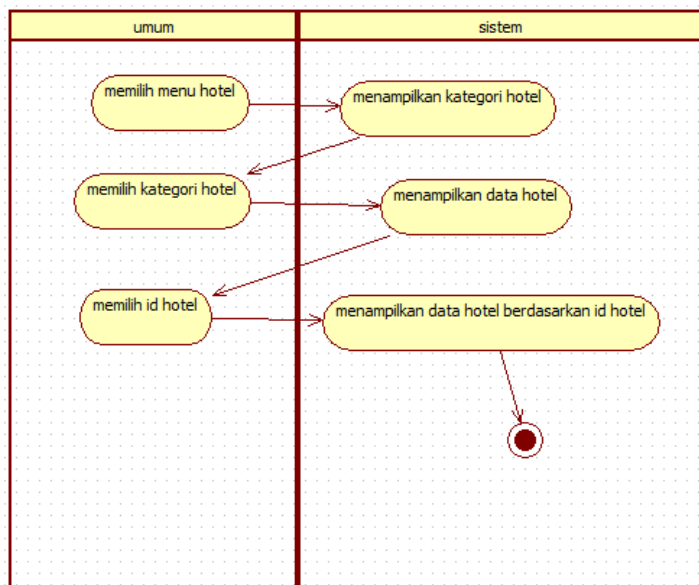 umum
sistem
memilih menu hotel
menampilkan kategori hotel
memilih kategori hotel
menampilkan data hotel
memilih id hotel
menampilkan data hotel berdasarkan id hotel